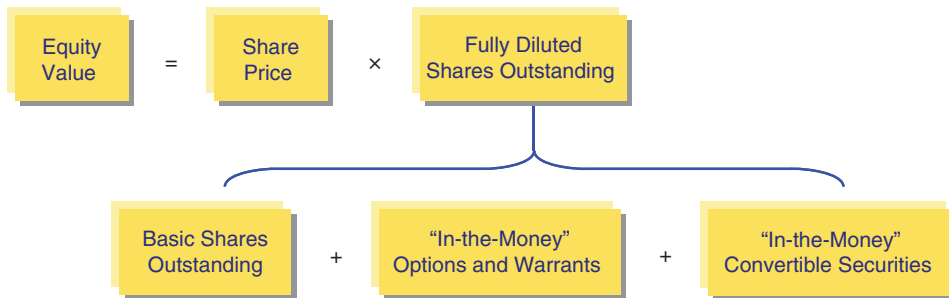 Equity
Value
=
Share
Price
×
Fully Diluted
Shares Outstanding
Basic Shares
Outstanding
+
“In-the-Money”
Options and Warrants
+
“In-the-Money”
Convertible Securities